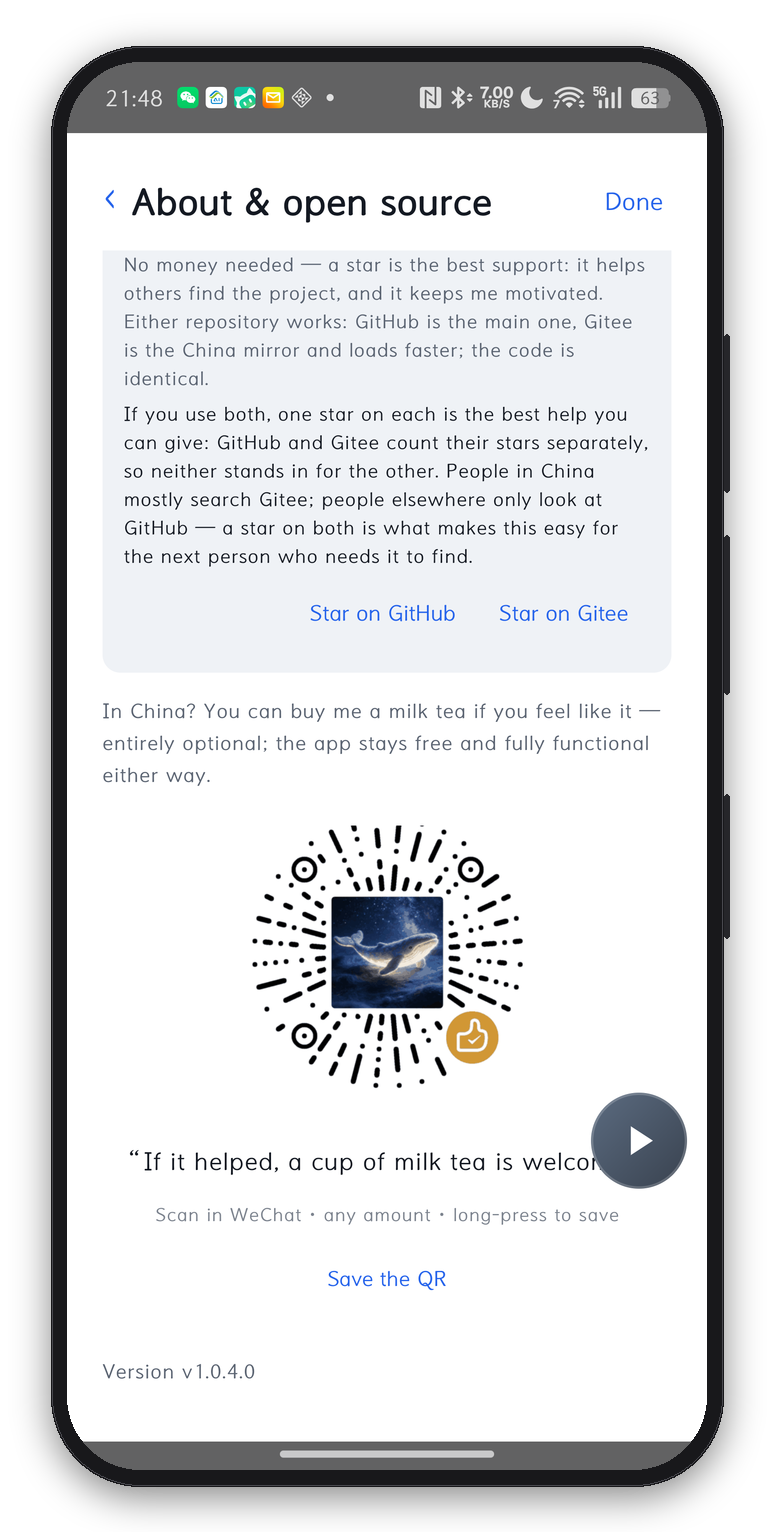 21:48
7.00
KB/S
7
5G
63
About & open source
Done
No money needed — a star is the best support: it helps
others find the project, and it keeps me motivated.
Either repository works: GitHub is the main one, Gitee
is the China mirror and loads faster; the code is
identical.
If you use both, one star on each is the best help you
can give: GitHub and Gitee count their stars separately,
so neither stands in for the other. People in China
mostly search Gitee; people elsewhere only look at
GitHub — a star on both is what makes this easy for
the next person who needs it to find.
Star on GitHub
Star on Gitee
In China? You can buy me a milk tea if you feel like it —
entirely optional; the app stays free and fully functional
either way.
“If it helped, a cup of milk tea is
Scan in WeChat · any amount · long-press to save
Save the QR
Version v1.0.4.0